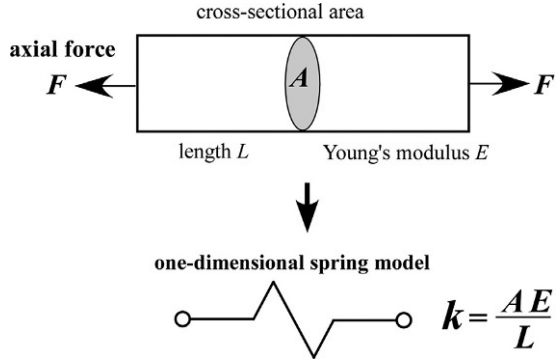 cross-sectional area
axial force
F A F
length L Young's modulus E
one-dimensional spring model
k = AE/L